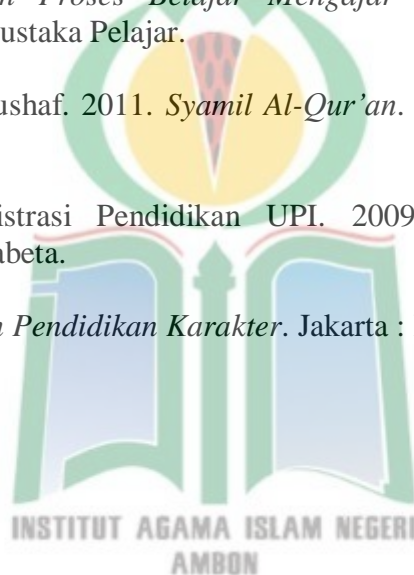 Proses Belajar Mengajar
ustaka Pelajar.
ushaf. 2011. Syamil Al-Qur’an.
istrasi Pendidikan UPI. 2009
abeta.
n Pendidikan Karakter. Jakarta :
INSTITUT AGAMA ISLAM NEGERI
AMBON